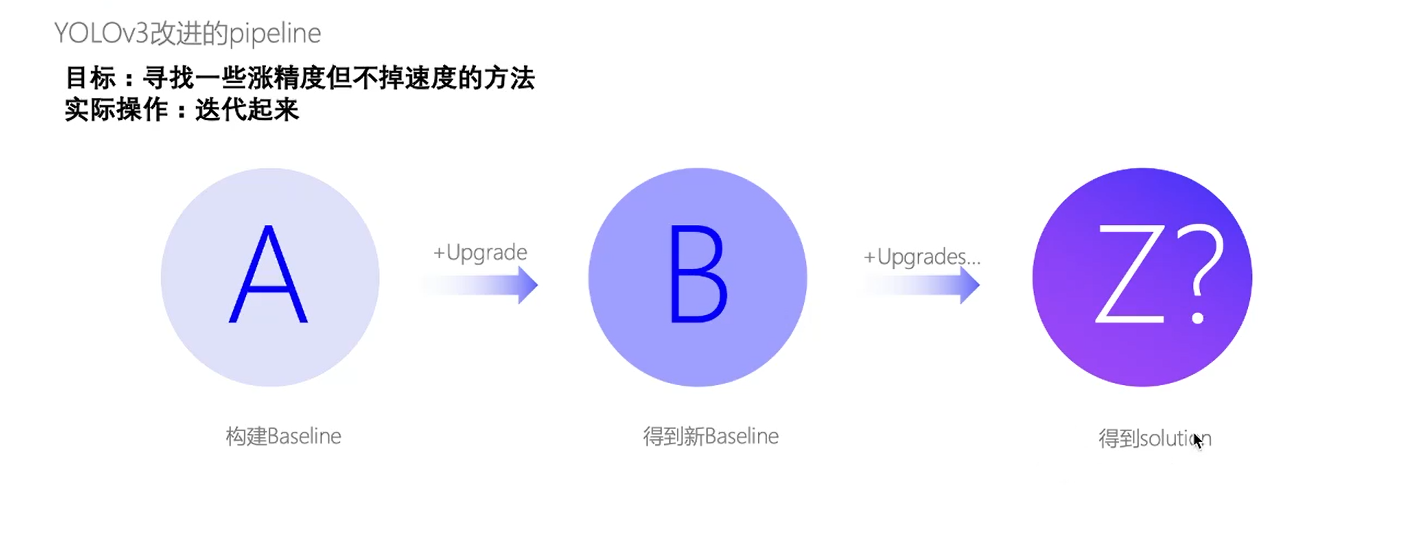 YOLOv3改进的pipeline
目标：寻找一些涨精度但不掉速度的方法
实际操作：迭代起来
A
+Upgrade
B
+Upgrades...
Z?
构建Baseline
得到新Baseline
得到solution